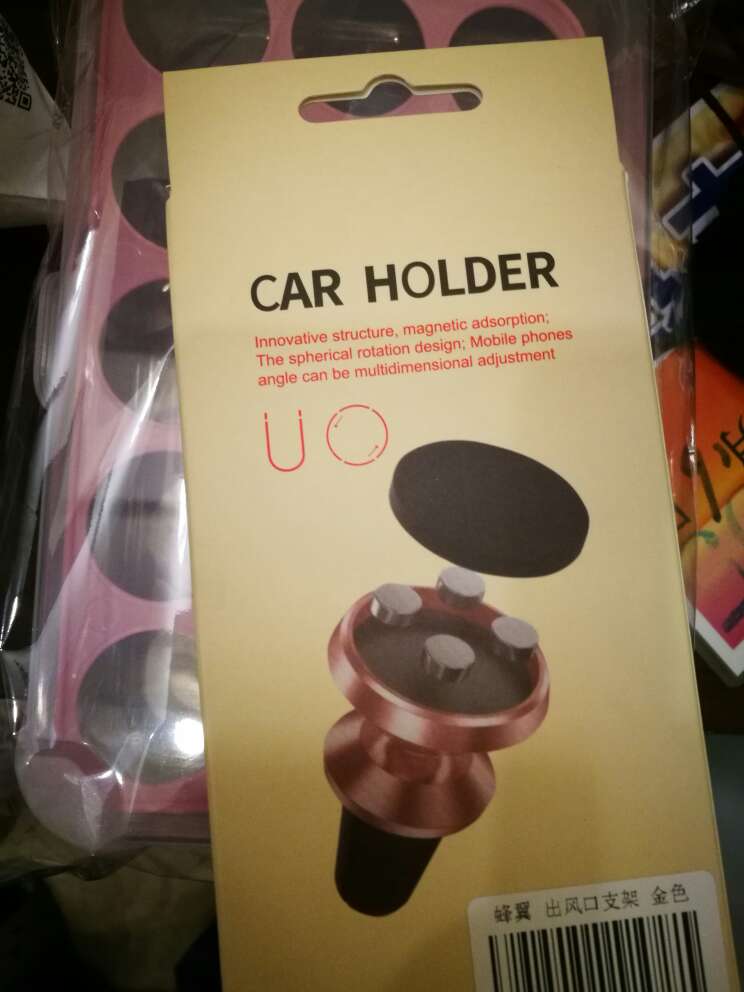 CAR HOLDER
Innovative structure, magnetic adsorption;
The spherical rotation design; Mobile phones
angle can be multidimensional adjustment
蜂翼 出风口支架 金色